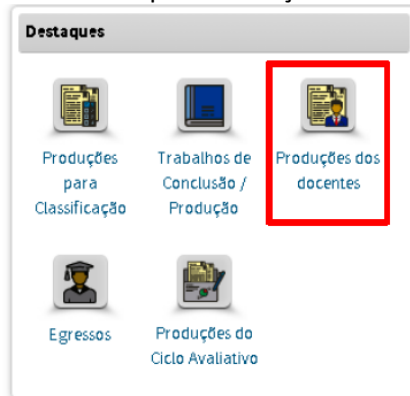 Destaques
Produções
para
Classificação
Trabalhos de
Conclusão /
Produção
Produções dos
docentes
Egressos
Produções do
Ciclo Avaliativo